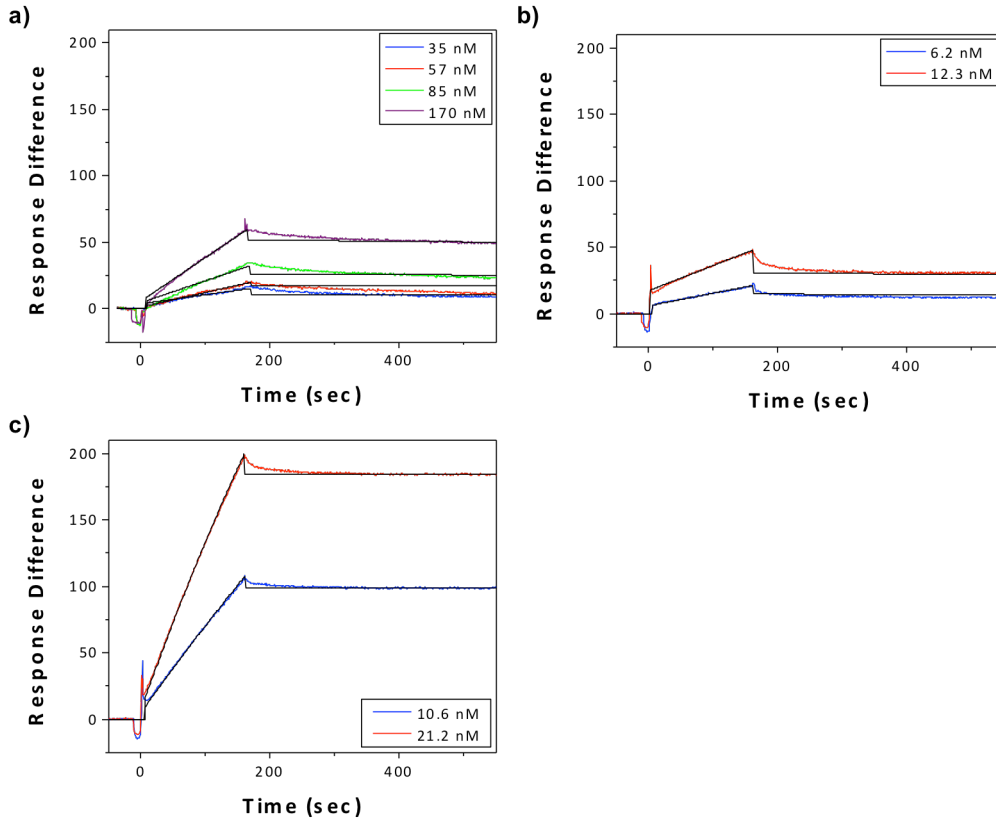 a)
Response Difference
200
150
100
50
0
35 nM
57 nM
85 nM
170 nM
0
200
400
Time (sec)
b)
Response Difference
200
150
100
50
0
6.2 nM
12.3 nM
0
200
400
Time (sec)
c)
Response Difference
200
150
100
50
0
10.6 nM
21.2 nM
0
200
400
Time (sec)